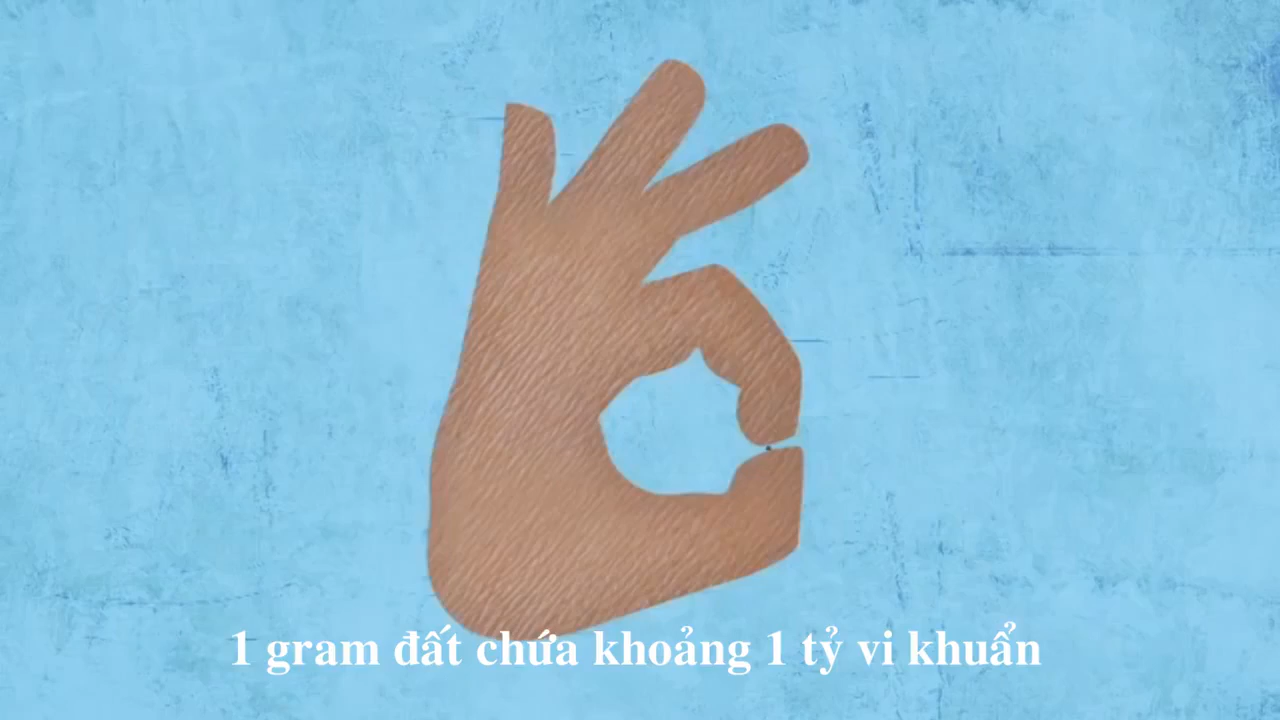 1 gram đất chứa khoảng 1 tỷ vi khuẩn